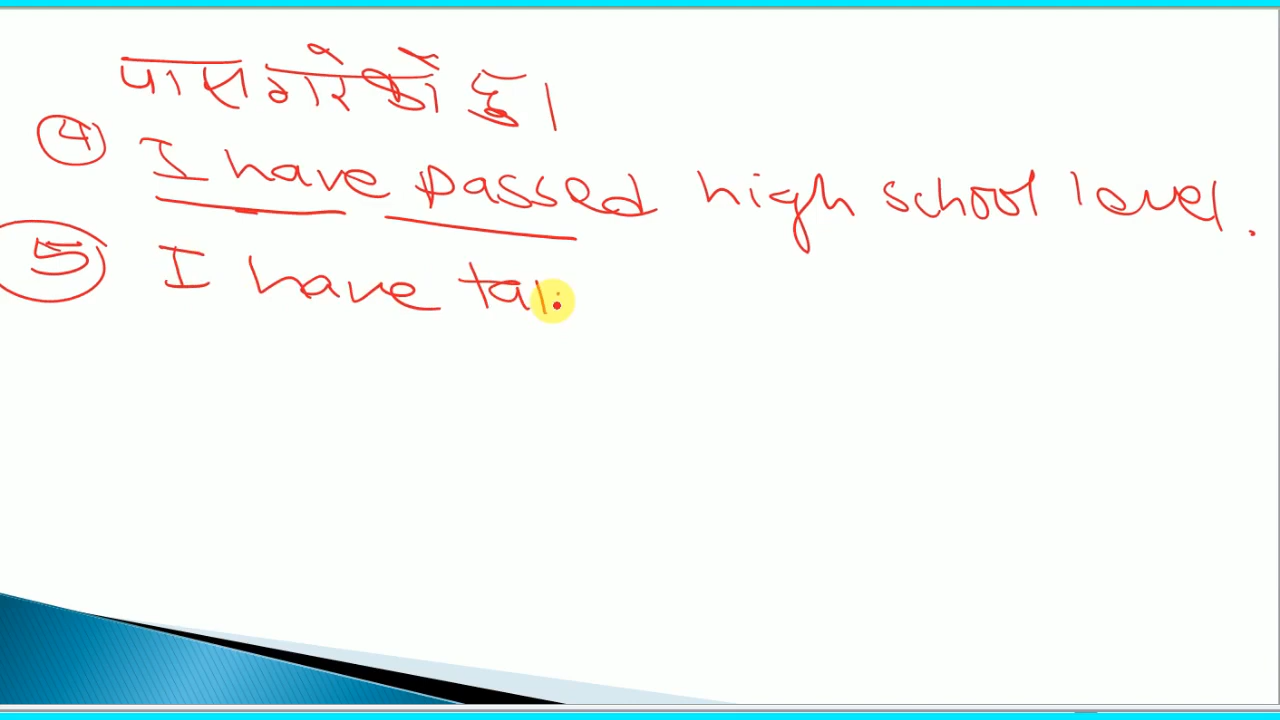 पास गरेको छु।
④ I have passed high school level.
⑤ I have ta